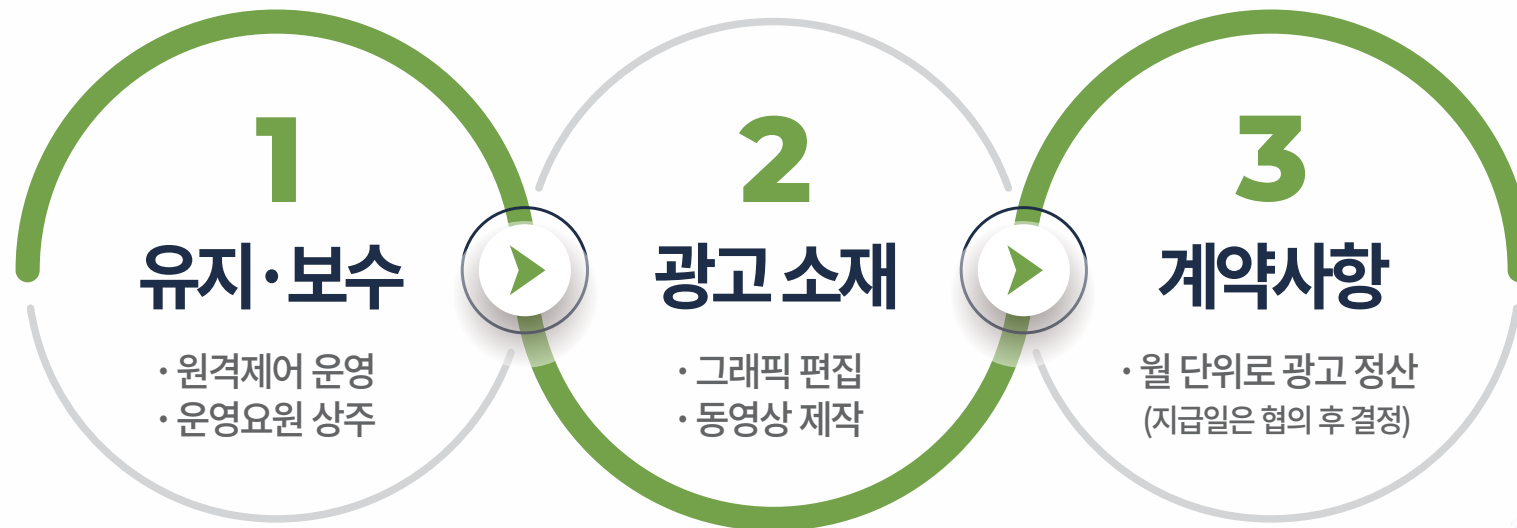 1
유지·보수
· 원격제어 운영
· 운영요원 상주
2
광고 소재
· 그래픽 편집
· 동영상 제작
3
계약사항
· 월 단위로 광고 정산
(지급일은 협의 후 결정)